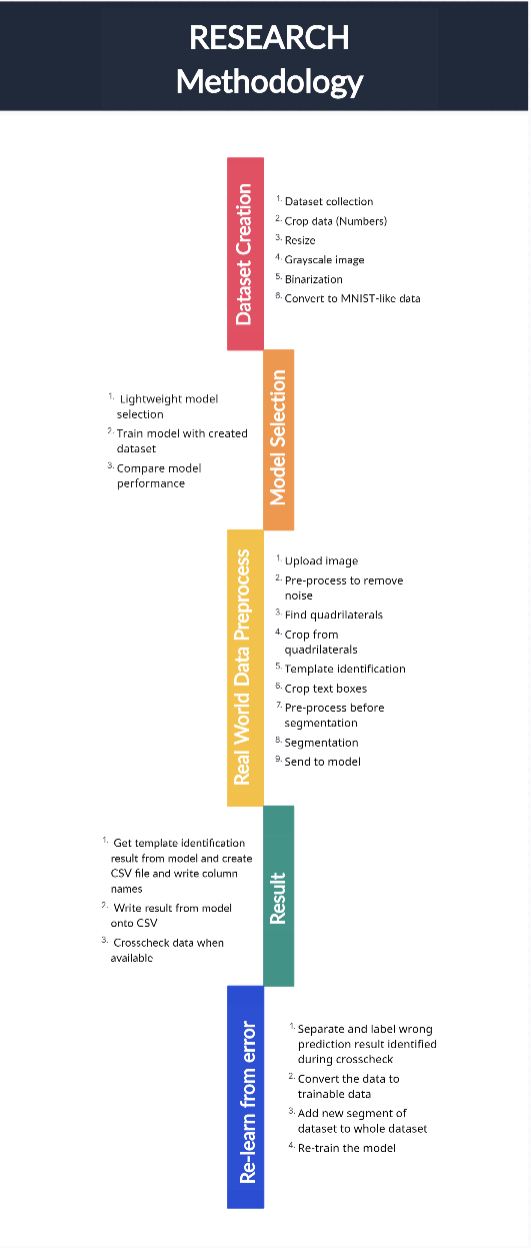 RESEARCH
Methodology
Dataset Creation
1. Dataset collection
2. Crop data (Numbers)
3. Resize
4. Grayscale image
5. Binarization
6. Convert to MNIST-like data
Model Selection
1. Lightweight model
selection
2. Train model with created
dataset
3. Compare model
performance
Real World Data Preprocess
1. Upload image
2. Pre-process to remove
noise
3. Find quadrilaterals
4. Crop from
quadrilaterals
5. Template identification
6. Crop text boxes
7. Pre-process before
segmentation
8. Segmentation
9. Send to model
Result
1. Get template identification
result from model and create
CSV file and write column
names
2. Write result from model
onto CSV
3. Crosscheck data when
available
Re-learn from error
1. Separate and label wrong
prediction result identified
during crosscheck
2. Convert the data to
trainable data
3. Add new segment of
dataset to whole dataset
4. Re-train the model